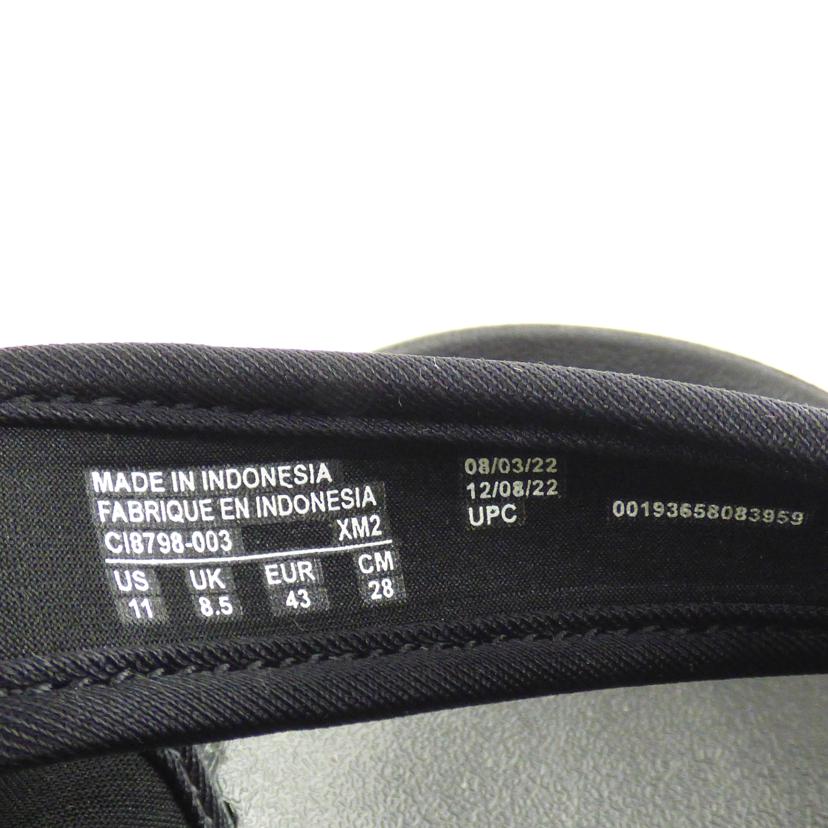 MADE IN INDONESIA
FABRIQUE EN INDONESIA
CI8798-003 XM2
US UK EUR CM
11 8.5 43 28
08/03/22
12/08/22
UPC 00193658083959